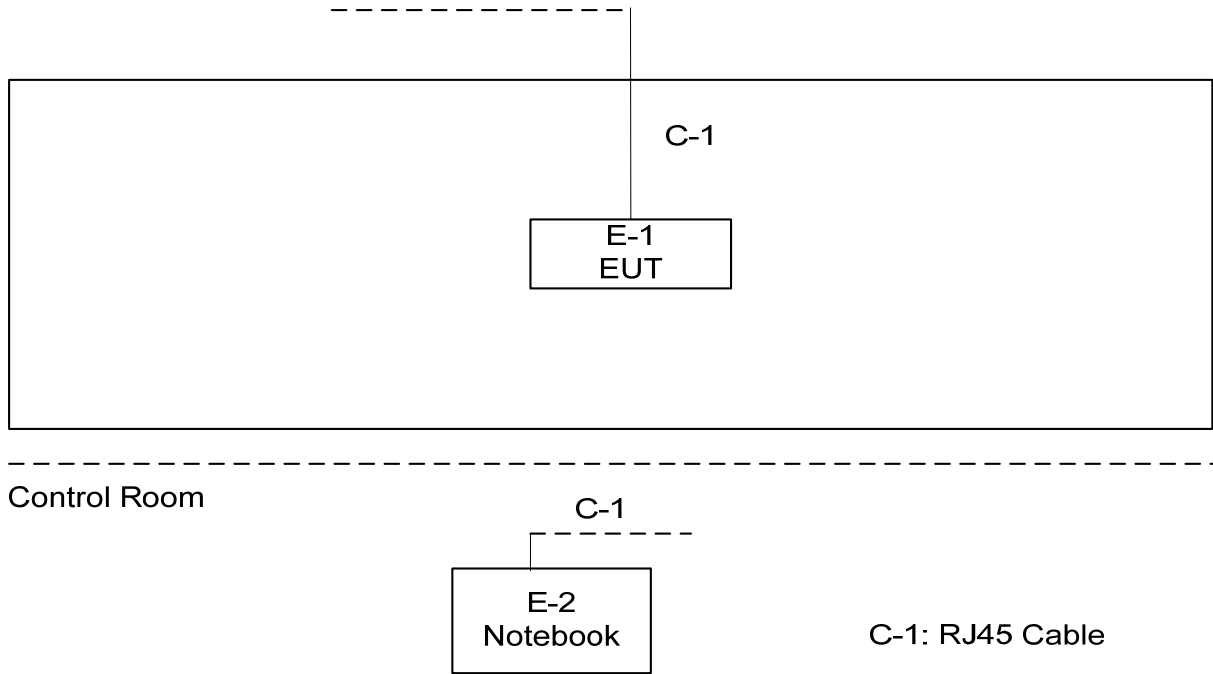 C-1
E-1
EUT
Control Room
C-1
E-2
Notebook
C-1: RJ45 Cable